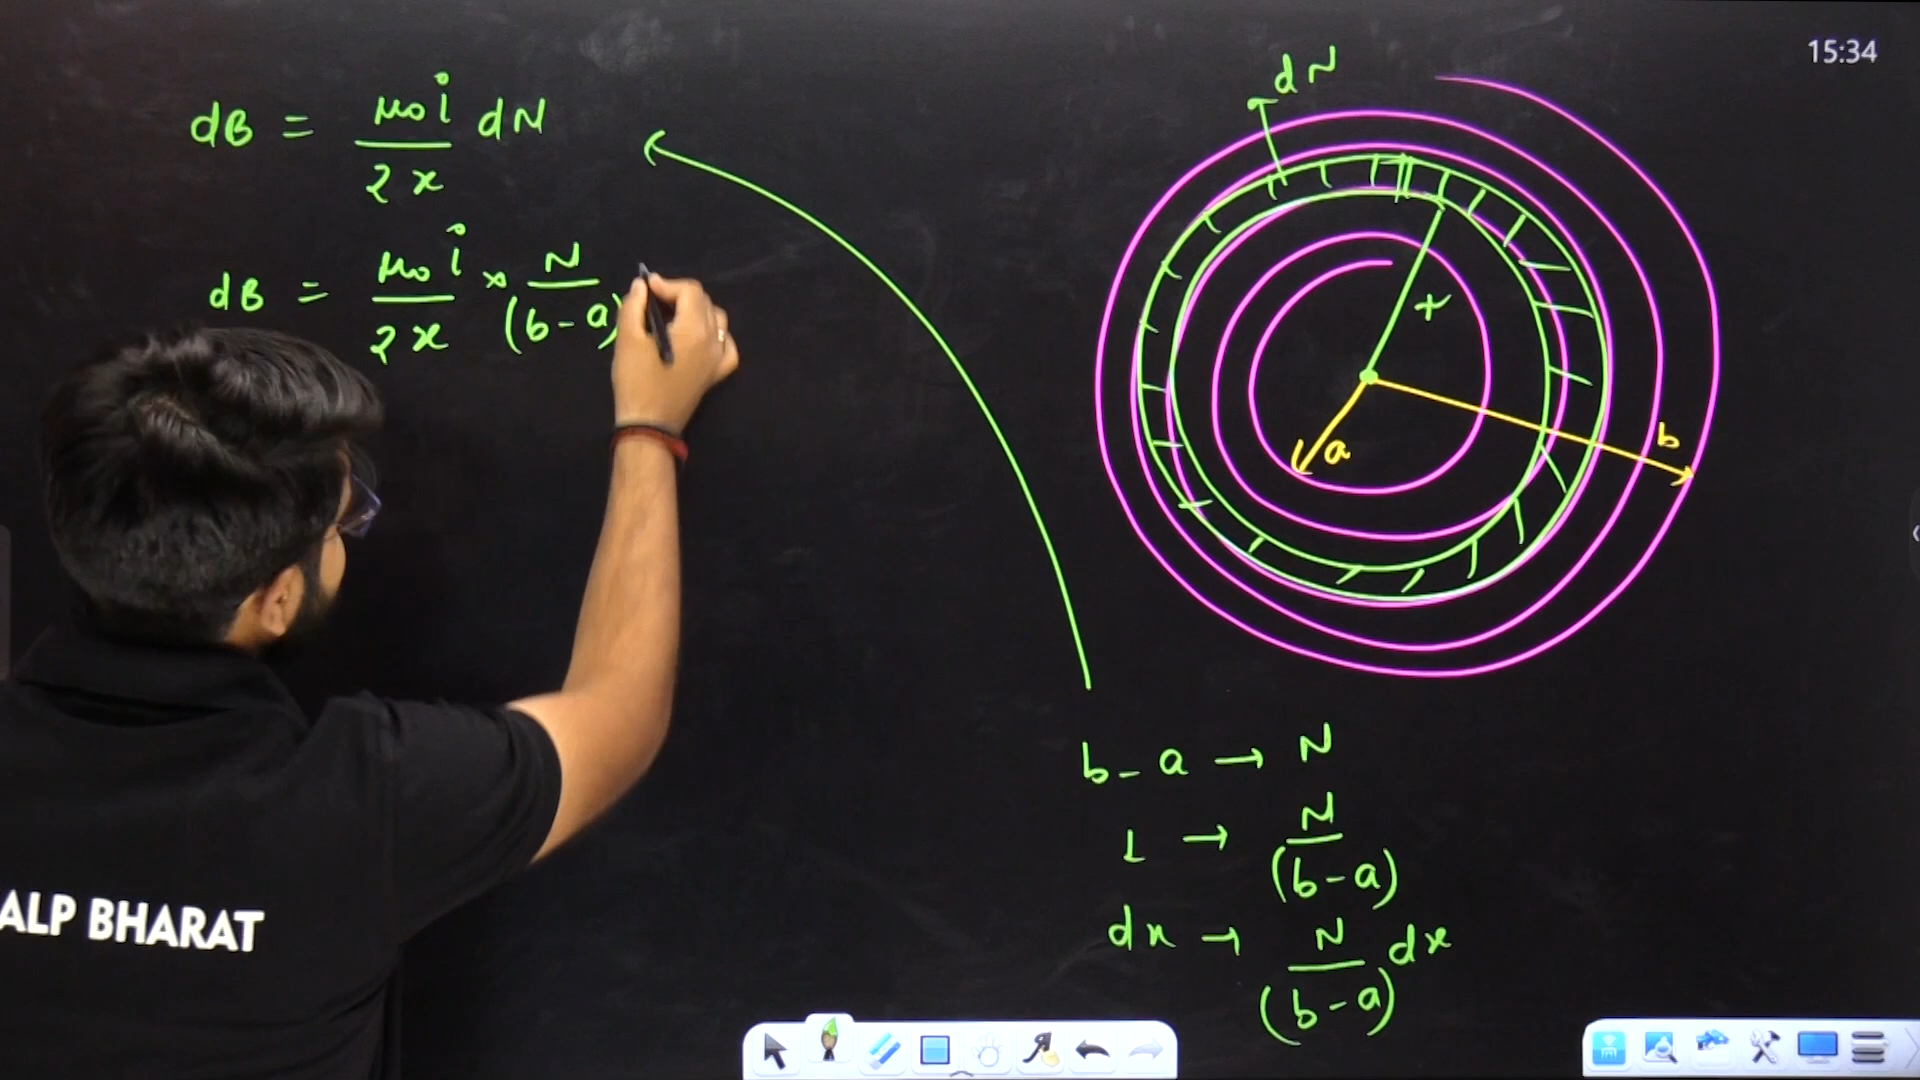 15:34
dN
dB = μ₀i/2x dN
dB = μ₀i/2x × N/(b-a)
x
a
b
b-a → N
1 → N/(b-a)
dx → N/(b-a) dx
ALP BHARAT